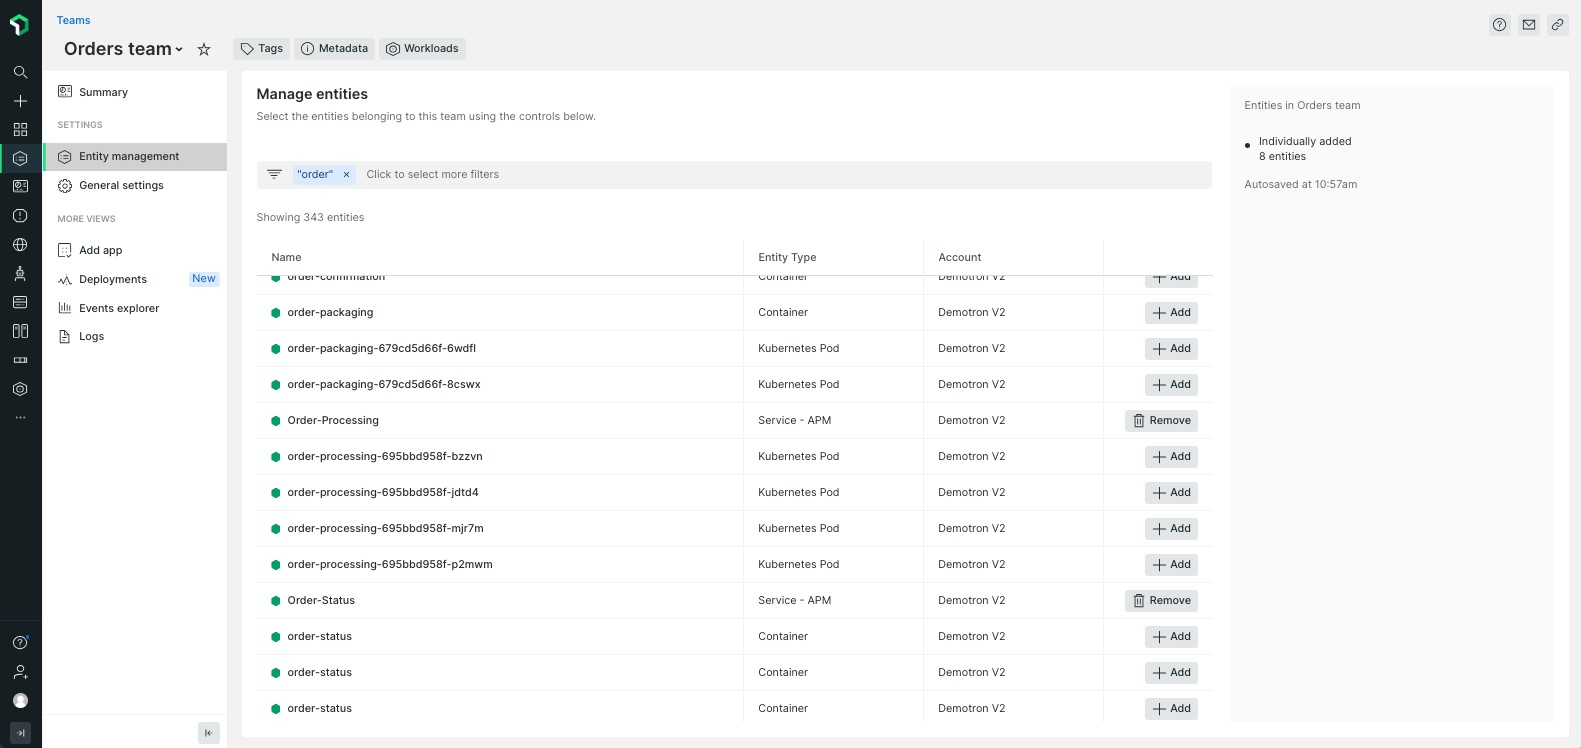 Teams
Orders team
Tags
Metadata
Workloads
Summary
SETTINGS
Entity management
General settings
MORE VIEWS
Add app
Deployments New
Events explorer
Logs
Manage entities
Select the entities belonging to this team using the controls below.
"order" × Click to select more filters
Showing 343 entities
Name Entity Type Account
order-confirmation Container Demotron V2 Add
order-packaging Container Demotron V2 Add
order-packaging-679cd5d66f-6wdfl Kubernetes Pod Demotron V2 Add
order-packaging-679cd5d66f-8cswx Kubernetes Pod Demotron V2 Add
Order-Processing Service - APM Demotron V2 Remove
order-processing-695bbd958f-bzzvn Kubernetes Pod Demotron V2 Add
order-processing-695bbd958f-jdtd4 Kubernetes Pod Demotron V2 Add
order-processing-695bbd958f-mjr7m Kubernetes Pod Demotron V2 Add
order-processing-695bbd958f-p2mwm Kubernetes Pod Demotron V2 Add
Order-Status Service - APM Demotron V2 Remove
order-status Container Demotron V2 Add
order-status Container Demotron V2 Add
order-status Container Demotron V2 Add
Entities in Orders team
Individually added
8 entities
Autosaved at 10:57am